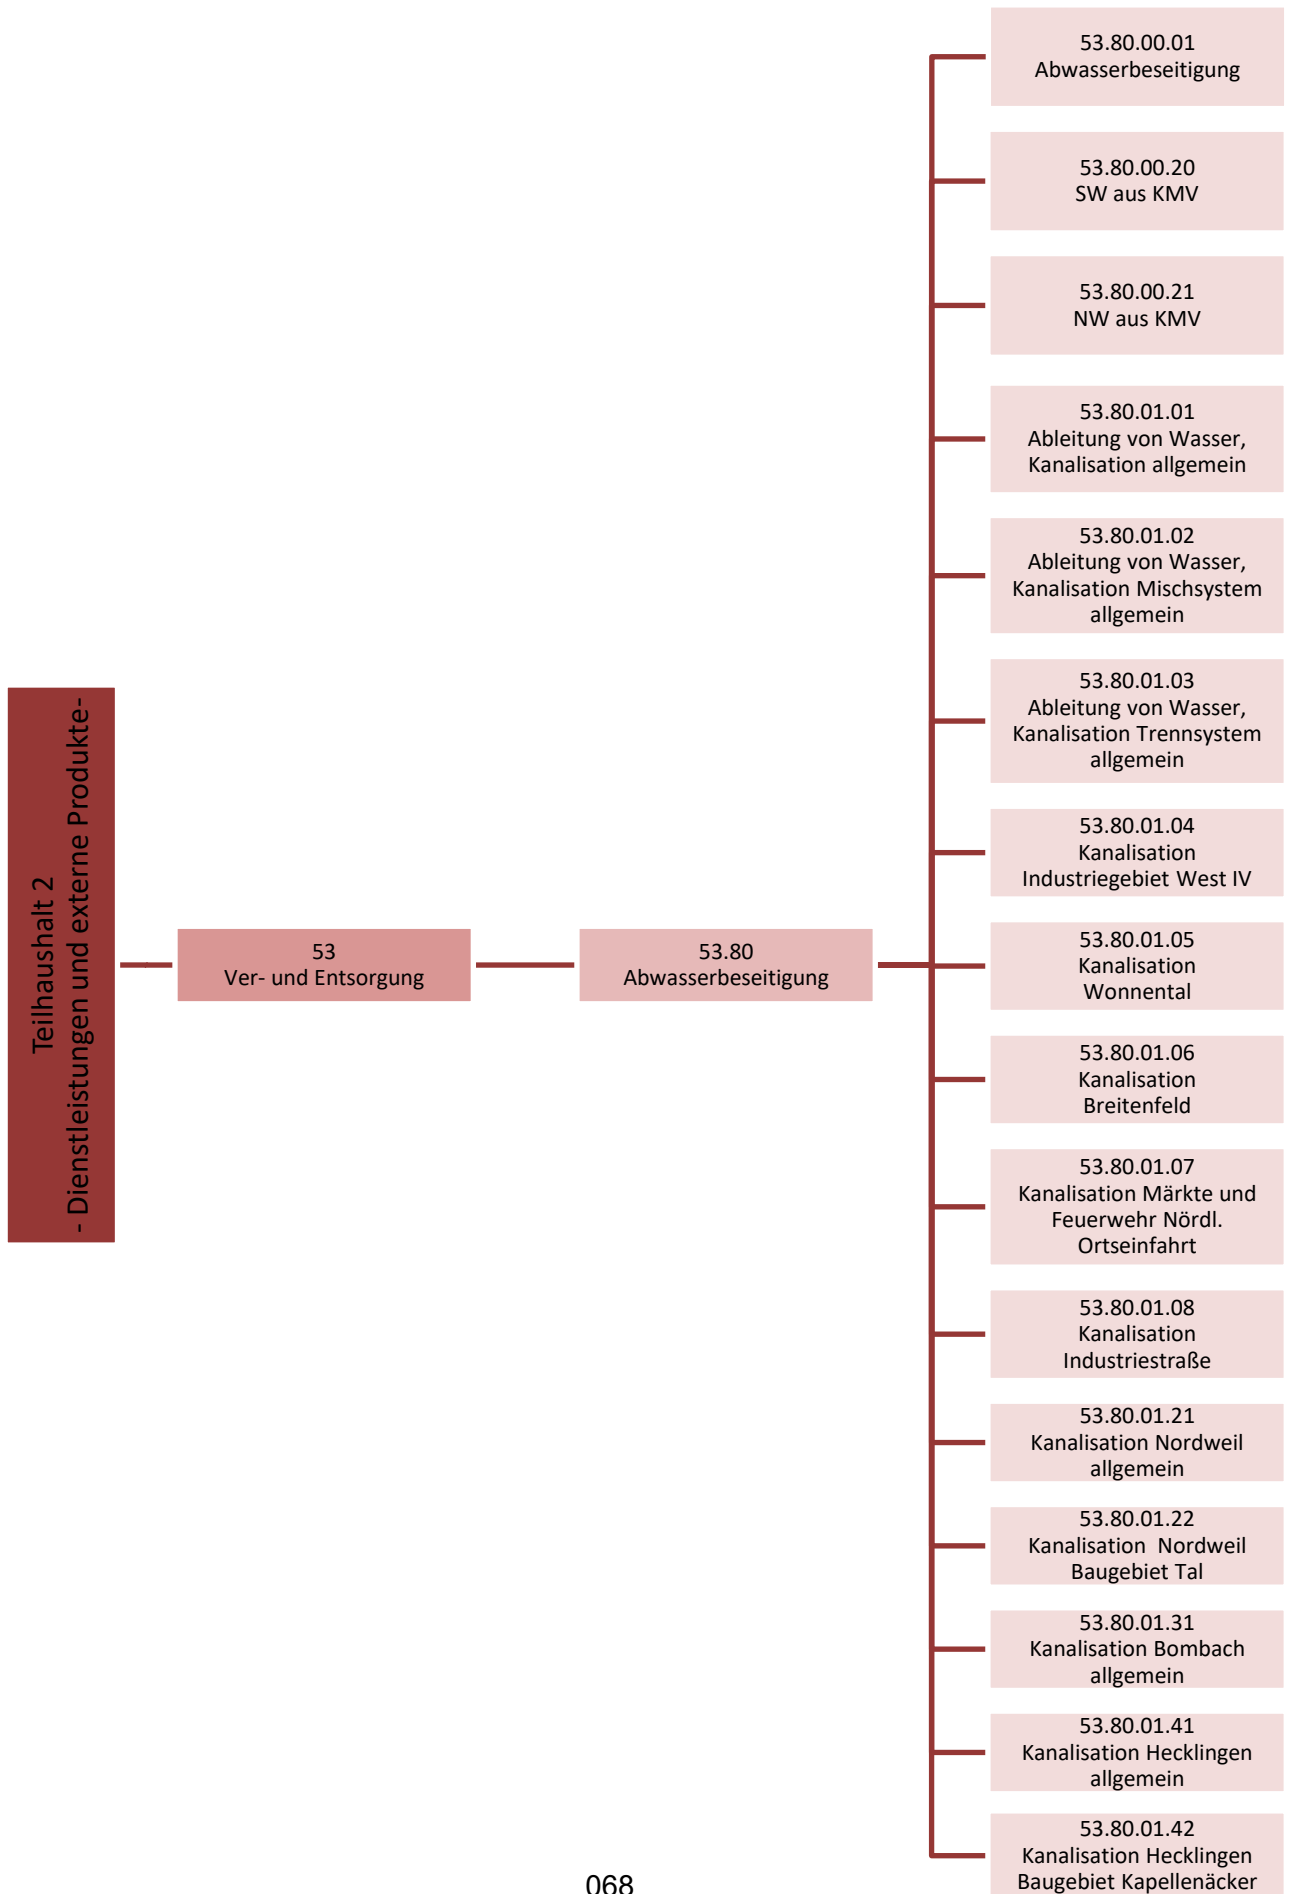 Teilhaushalt 2
- Dienstleistungen und externe Produkte-
53
Ver- und Entsorgung
53.80
Abwasserbeseitigung
53.80.00.01
Abwasserbeseitigung
53.80.00.20
SW aus KMV
53.80.00.21
NW aus KMV
53.80.01.01
Ableitung von Wasser,
Kanalisation allgemein
53.80.01.02
Ableitung von Wasser,
Kanalisation Mischsystem
allgemein
53.80.01.03
Ableitung von Wasser,
Kanalisation Trennsystem
allgemein
53.80.01.04
Kanalisation
Industriegebiet West IV
53.80.01.05
Kanalisation
Wonnental
53.80.01.06
Kanalisation
Breitenfeld
53.80.01.07
Kanalisation Märkte und
Feuerwehr Nördl.
Ortseinfahrt
53.80.01.08
Kanalisation
Industriestraße
53.80.01.21
Kanalisation Nordweil
allgemein
53.80.01.22
Kanalisation  Nordweil
Baugebiet Tal
53.80.01.31
Kanalisation Bombach
allgemein
53.80.01.41
Kanalisation Hecklingen
allgemein
53.80.01.42
Kanalisation Hecklingen
Baugebiet Kapellenäcker
068